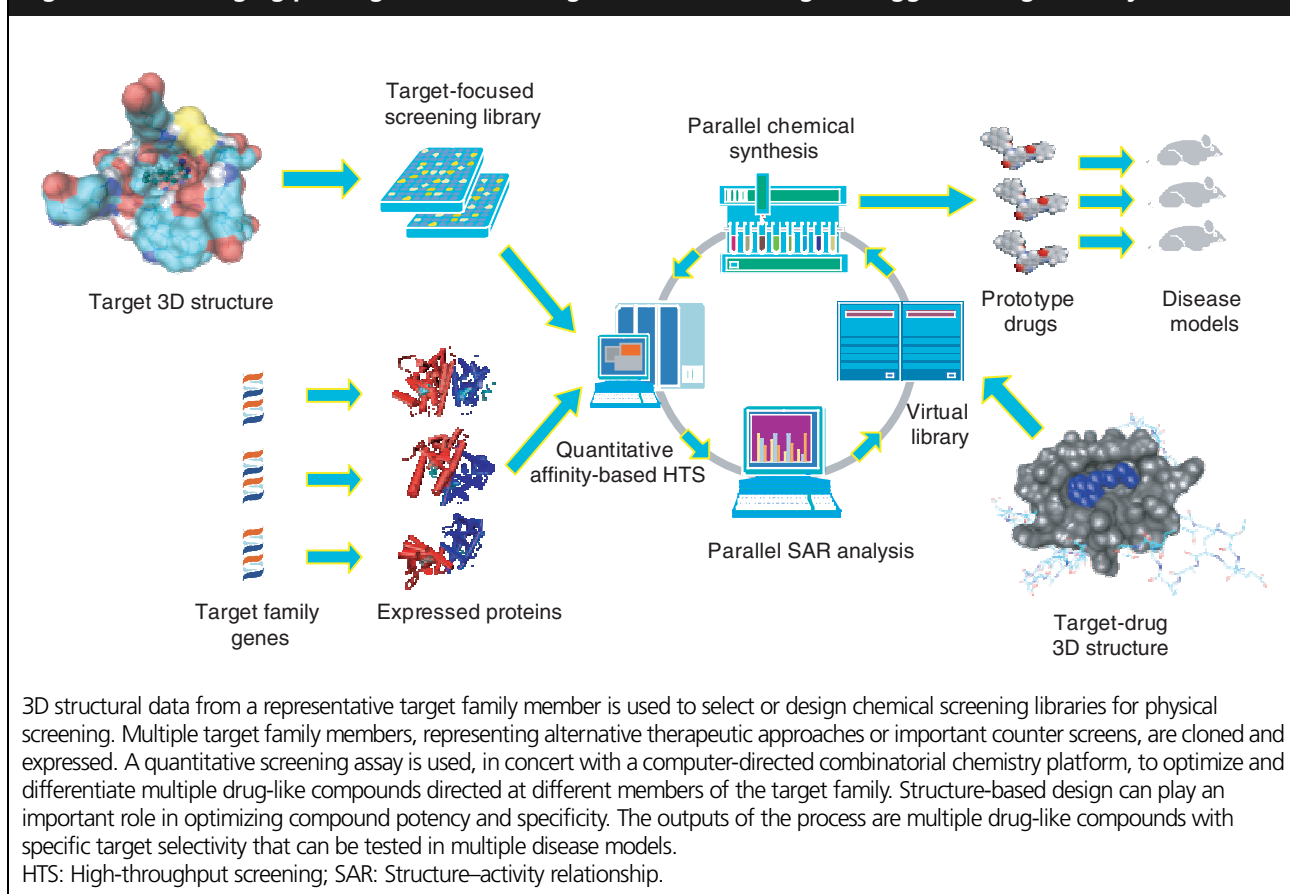 Target-focused
screening library
Parallel chemical
synthesis
Target 3D structure
Prototype
drugs
Disease
models
Virtual
library
Quantitative
affinity-based HTS
Parallel SAR analysis
Target family
genes
Expressed proteins
Target-drug
3D structure
3D structural data from a representative target family member is used to select or design chemical screening libraries for physical
screening. Multiple target family members, representing alternative therapeutic approaches or important counter screens, are cloned and
expressed. A quantitative screening assay is used, in concert with a computer-directed combinatorial chemistry platform, to optimize and
differentiate multiple drug-like compounds directed at different members of the target family. Structure-based design can play an
important role in optimizing compound potency and specificity. The outputs of the process are multiple drug-like compounds with
specific target selectivity that can be tested in multiple disease models.
HTS: High-throughput screening; SAR: Structure–activity relationship.